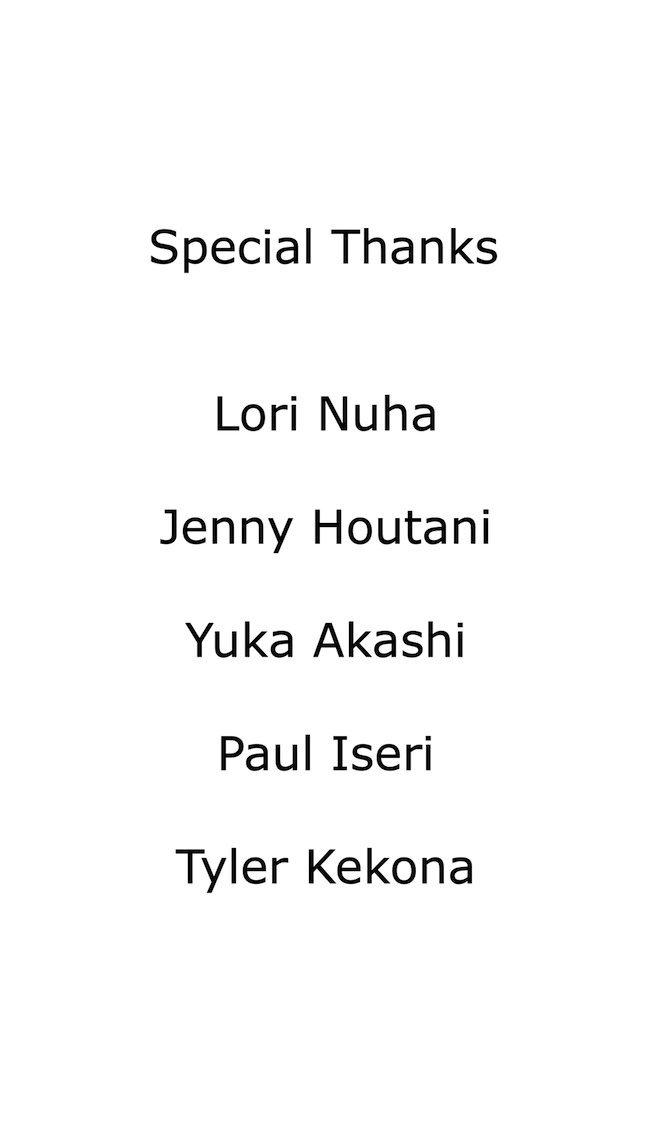 Special Thanks
Lori Nuha
Jenny Houtani
Yuka Akashi
Paul Iseri
Tyler Kekona